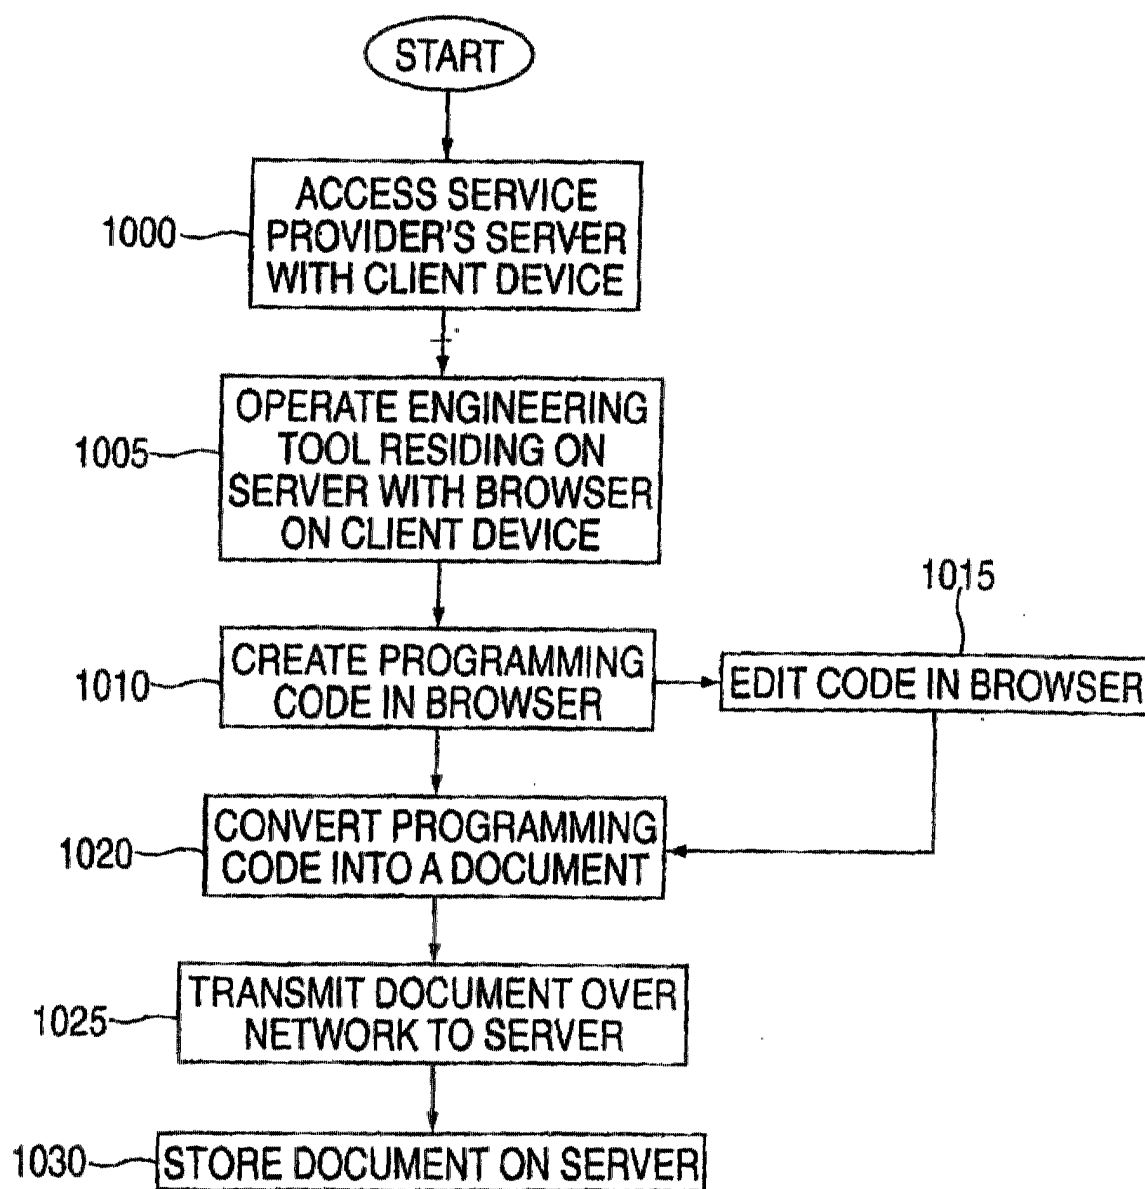 START
1000
ACCESS SERVICE
PROVIDER'S SERVER
WITH CLIENT DEVICE
1005
OPERATE ENGINEERING
TOOL RESIDING ON
SERVER WITH BROWSER
ON CLIENT DEVICE
1010
CREATE PROGRAMMING
CODE IN BROWSER
1015
EDIT CODE IN BROWSER
1020
CONVERT PROGRAMMING
CODE INTO A DOCUMENT
1025
TRANSMIT DOCUMENT OVER
NETWORK TO SERVER
1030
STORE DOCUMENT ON SERVER